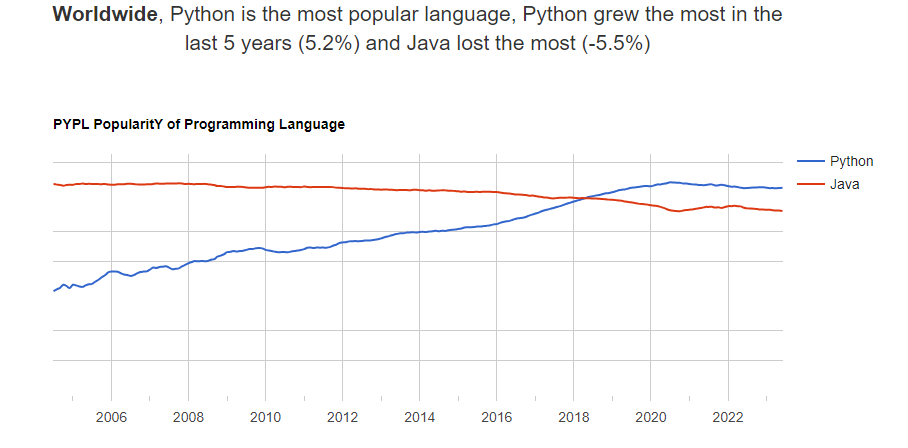 Worldwide, Python is the most popular language, Python grew the most in the
last 5 years (5.2%) and Java lost the most (-5.5%)
PYPL PopularitY of Programming Language
Python
Java
2006 2008 2010 2012 2014 2016 2018 2020 2022